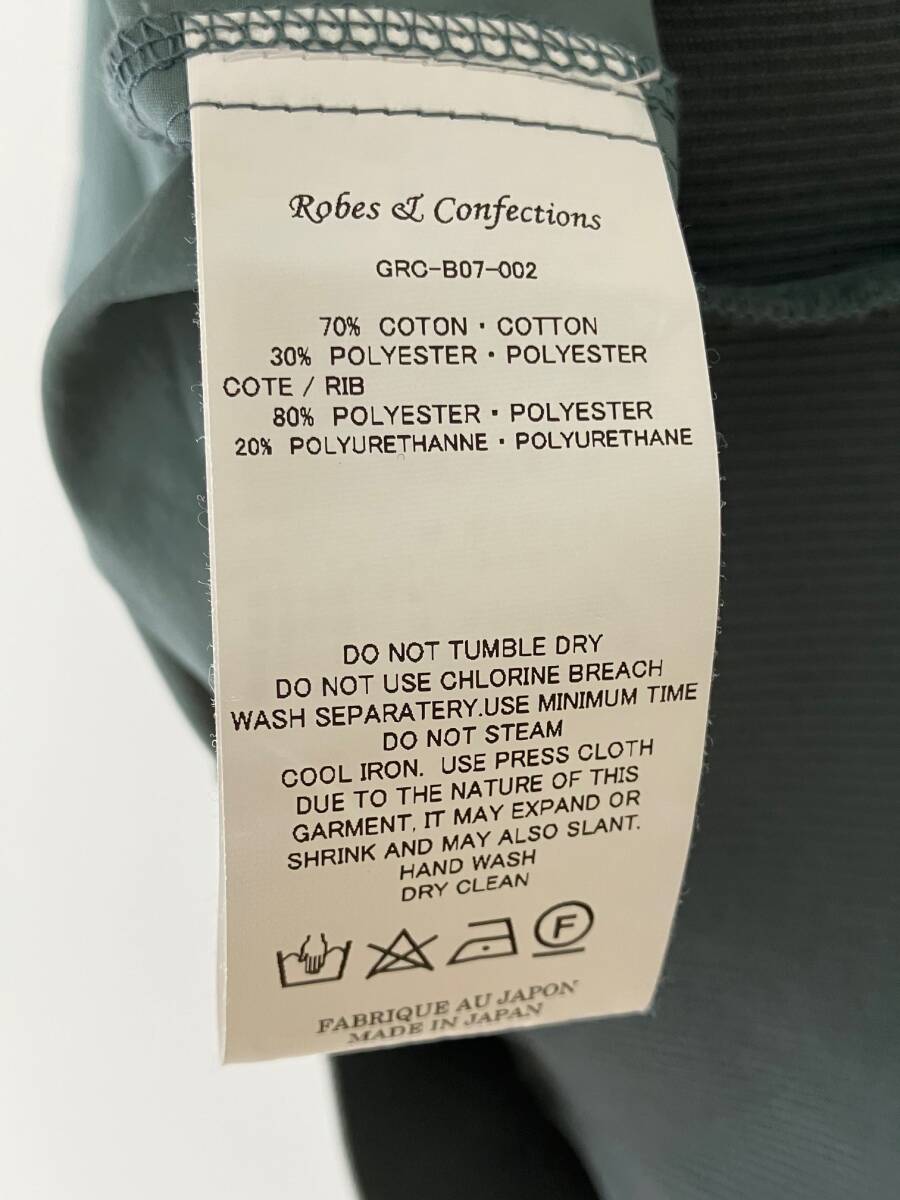 Robes & Confections
GRC-B07-002
70% COTON・COTTON
30% POLYESTER・POLYESTER
COTE / RIB
80% POLYESTER・POLYESTER
20% POLYURETHANNE・POLYURETHANE
DO NOT TUMBLE DRY
DO NOT USE CHLORINE BREACH
WASH SEPARATERY.USE MINIMUM TIME
DO NOT STEAM
COOL IRON. USE PRESS CLOTH
DUE TO THE NATURE OF THIS
GARMENT, IT MAY EXPAND OR
SHRINK AND MAY ALSO SLANT.
HAND WASH
DRY CLEAN
F
FABRIQUE AU JAPON
MADE IN JAPAN